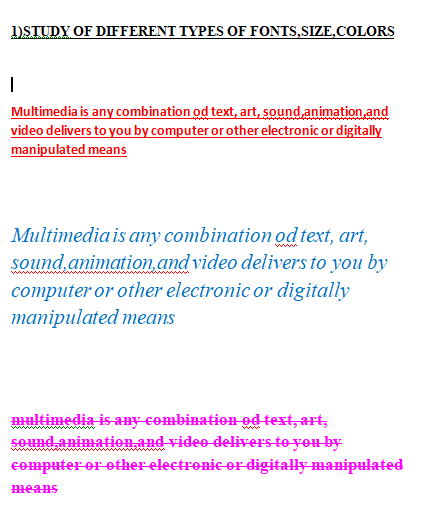 1)STUDY OF DIFFERENT TYPES OF FONTS,SIZE,COLORS
Multimedia is any combination od text, art, sound,animation,and
video delivers to you by computer or other electronic or digitally
manipulated means
Multimedia is any combination od text, art,
sound,animation,and video delivers to you by
computer or other electronic or digitally
manipulated means
multimedia is any combination od text, art,
sound,animation,and video delivers to you by
computer or other electronic or digitally manipulated
means